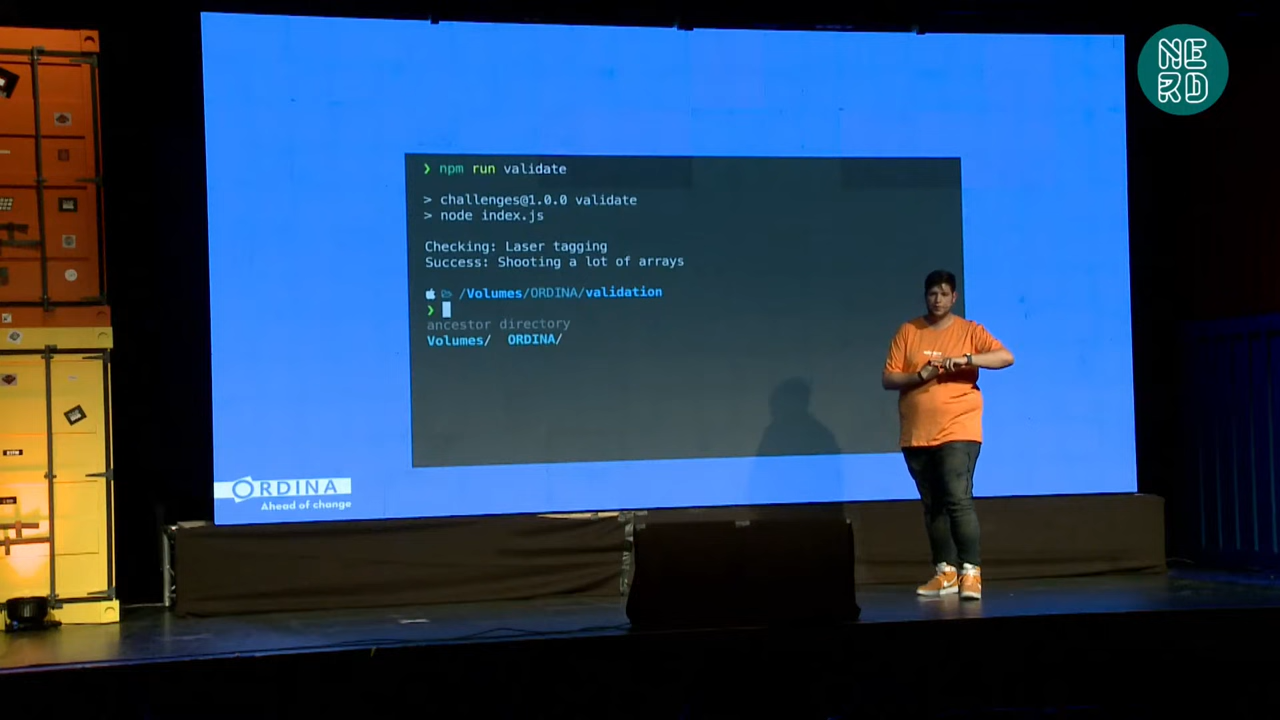 NE
RD
❯ npm run validate
> challenges@1.0.0 validate
> node index.js
Checking: Laser tagging
Success: Shooting a lot of arrays
/Volumes/ORDINA/validation
❯
ancestor directory
Volumes/ ORDINA/
ORDINA
Ahead of change